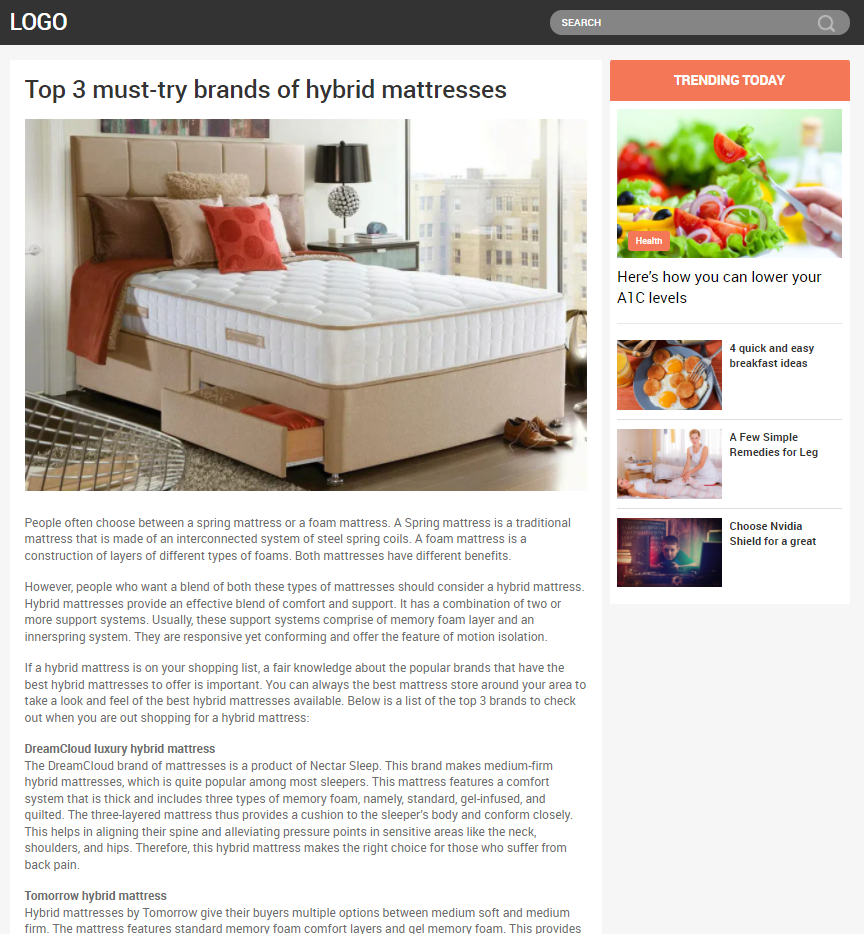 LOGO
SEARCH
Top 3 must-try brands of hybrid mattresses
People often choose between a spring mattress or a foam mattress. A Spring mattress is a traditional
mattress that is made of an interconnected system of steel spring coils. A foam mattress is a
construction of layers of different types of foams. Both mattresses have different benefits.
However, people who want a blend of both these types of mattresses should consider a hybrid mattress.
Hybrid mattresses provide an effective blend of comfort and support. It has a combination of two or
more support systems. Usually, these support systems comprise of memory foam layer and an
innerspring system. They are responsive yet conforming and offer the feature of motion isolation.
If a hybrid mattress is on your shopping list, a fair knowledge about the popular brands that have the
best hybrid mattresses to offer is important. You can always the best mattress store around your area to
take a look and feel of the best hybrid mattresses available. Below is a list of the top 3 brands to check
out when you are out shopping for a hybrid mattress:
DreamCloud luxury hybrid mattress
The DreamCloud brand of mattresses is a product of Nectar Sleep. This brand makes medium-firm
hybrid mattresses, which is quite popular among most sleepers. This mattress features a comfort
system that is thick and includes three types of memory foam, namely, standard, gel-infused, and
quilted. The three-layered mattress thus provides a cushion to the sleeper's body and conform closely.
This helps in aligning their spine and alleviating pressure points in sensitive areas like the neck,
shoulders, and hips. Therefore, this hybrid mattress makes the right choice for those who suffer from
back pain.
Tomorrow hybrid mattress
Hybrid mattresses by Tomorrow give their buyers multiple options between medium soft and medium
firm. The mattress features standard memory foam comfort layers and gel memory foam. This provides
TRENDING TODAY
Health
Here's how you can lower your
A1C levels
4 quick and easy
breakfast ideas
A Few Simple
Remedies for Leg
Choose Nvidia
Shield for a great